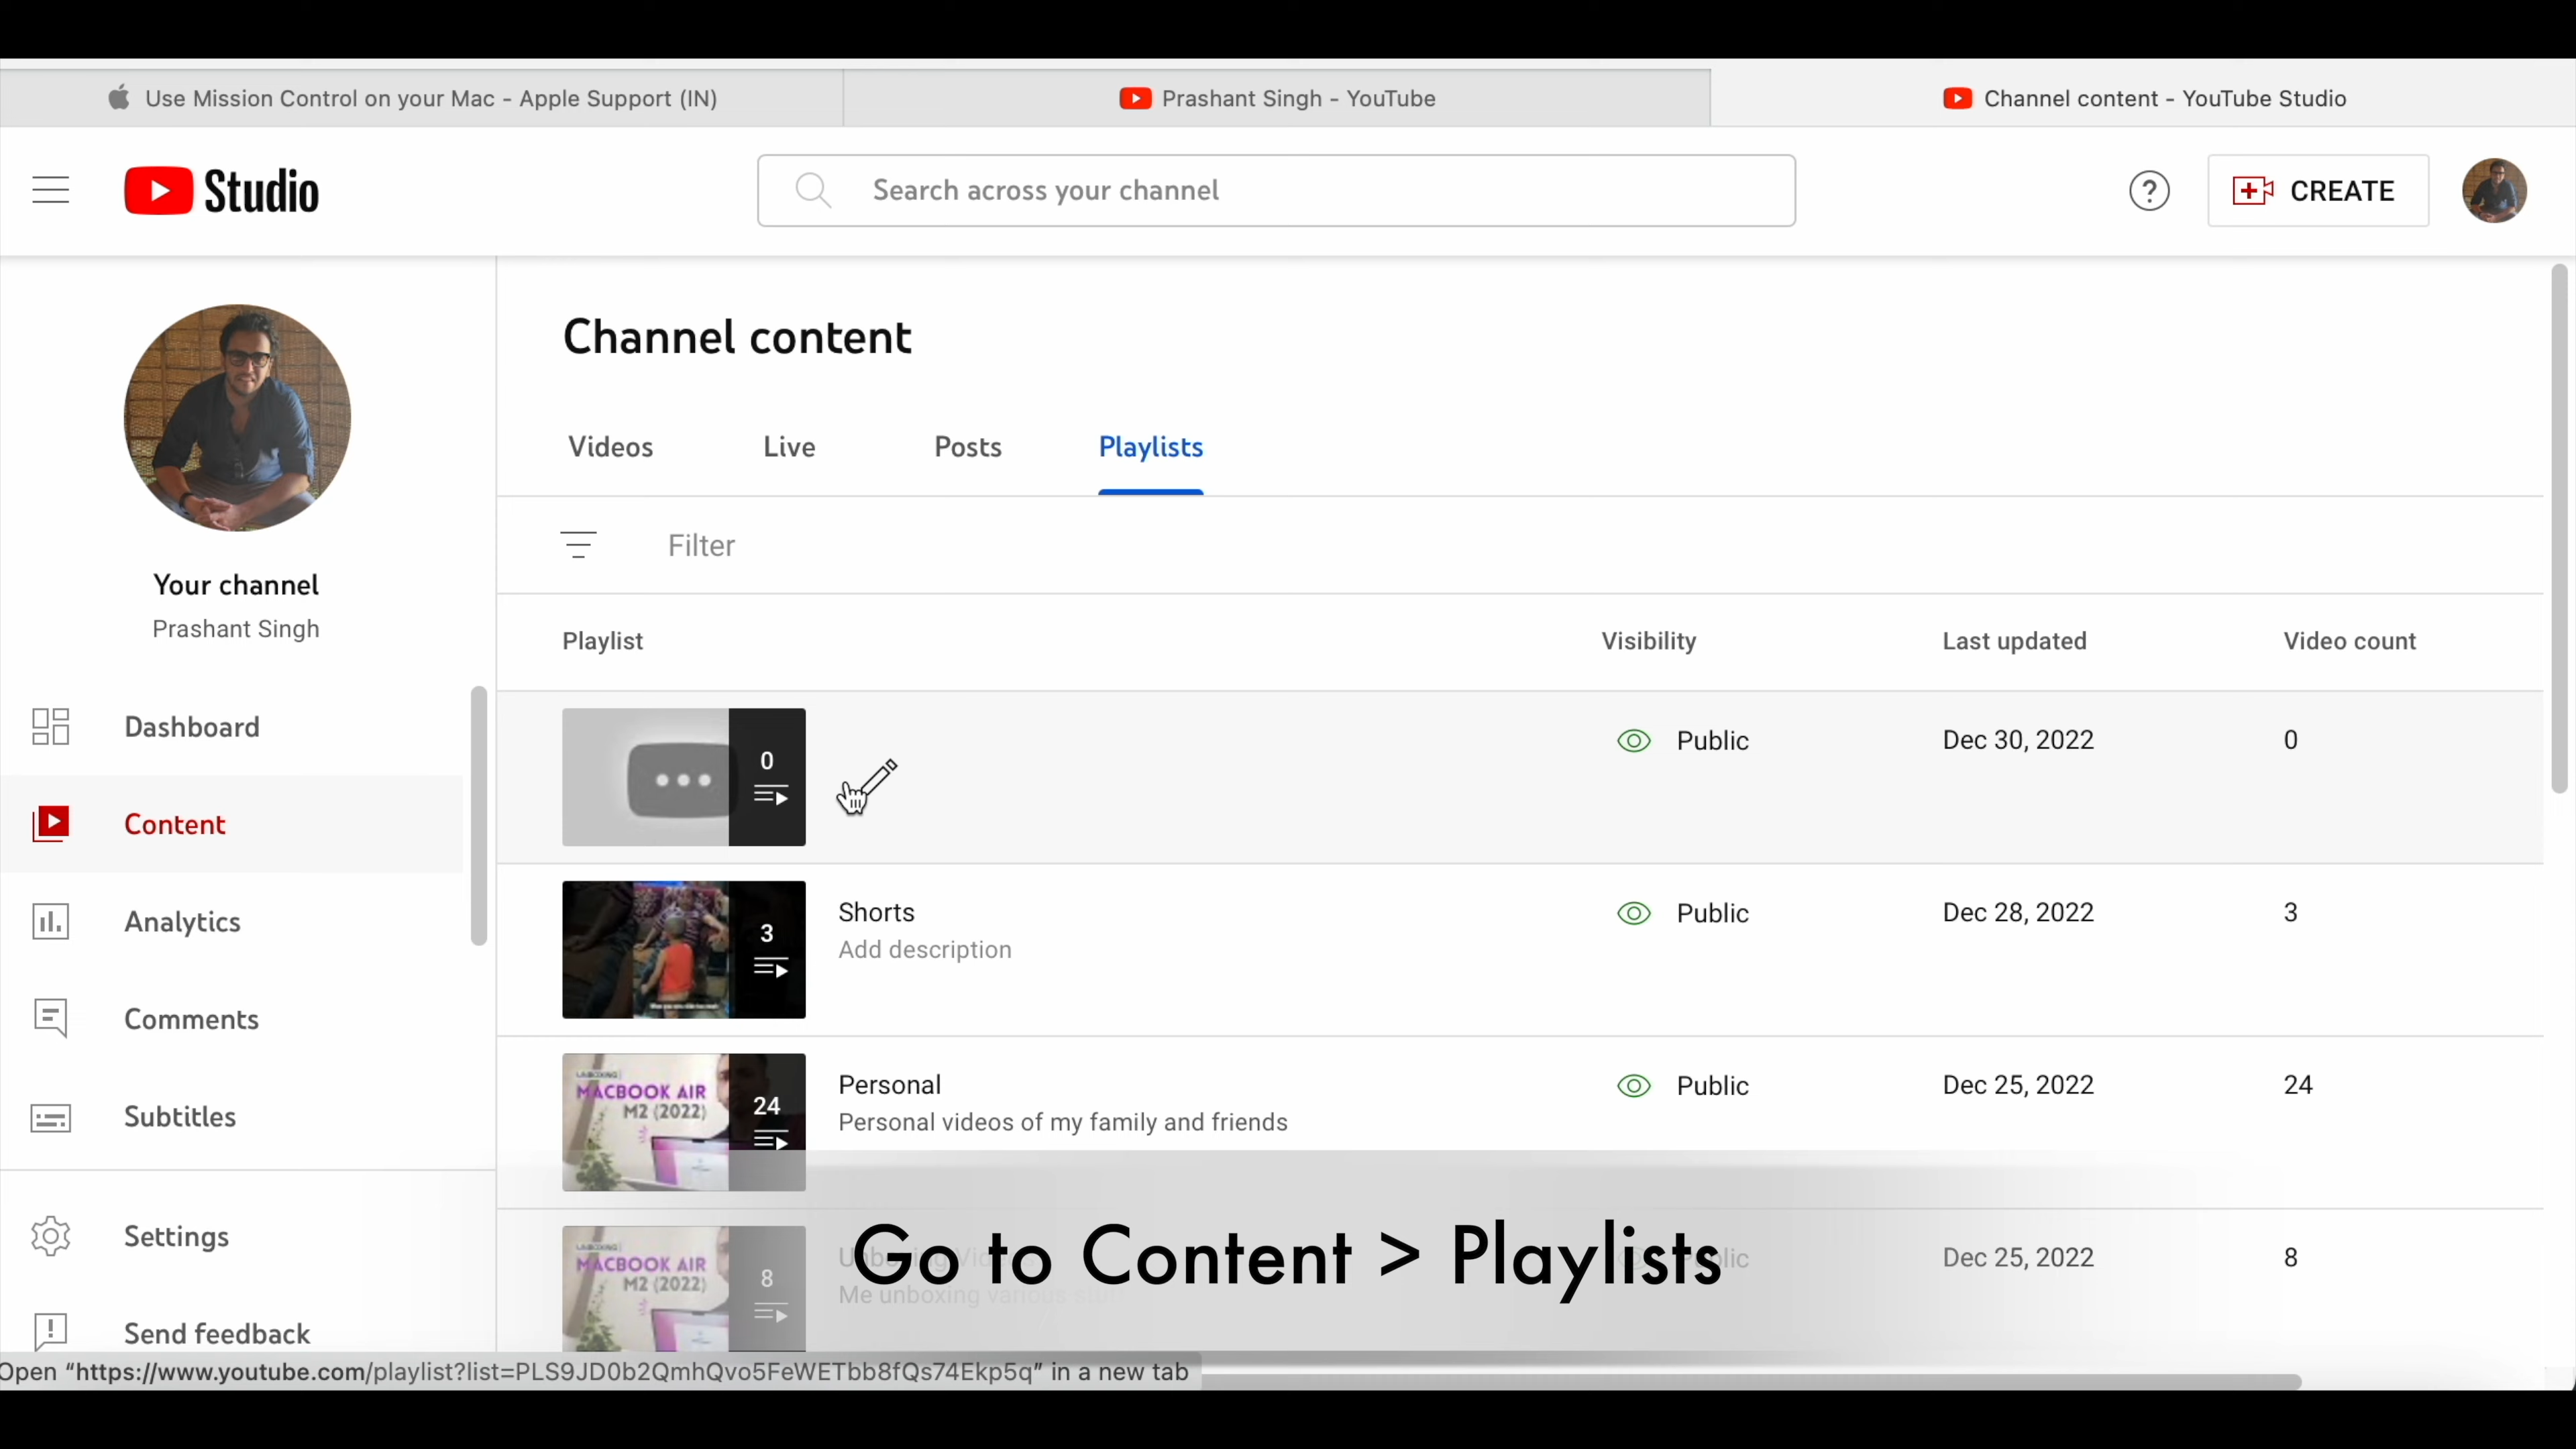 Use Mission Control on your Mac - Apple Support (IN)
Prashant Singh - YouTube
Channel content - YouTube Studio
Studio
Search across your channel
?
CREATE
Your channel
Prashant Singh
Dashboard
Content
Analytics
Comments
Subtitles
Settings
Send feedback
Channel content
Videos Live Posts Playlists
Filter
Playlist Visibility Last updated Video count
0 Public Dec 30, 2022 0
3 Shorts Public Dec 28, 2022 3
Add description
UNBOXING
MACBOOK AIR
M2 (2022)
24 Personal Public Dec 25, 2022 24
Personal videos of my family and friends
UNBOXING
MACBOOK AIR
M2 (2022)
8 Dec 25, 2022 8
Me unboxing various
Go to Content > Playlists
Open “https://www.youtube.com/playlist?list=PLS9JD0b2QmhQvo5FeWETbb8fQs74Ekp5q” in a new tab